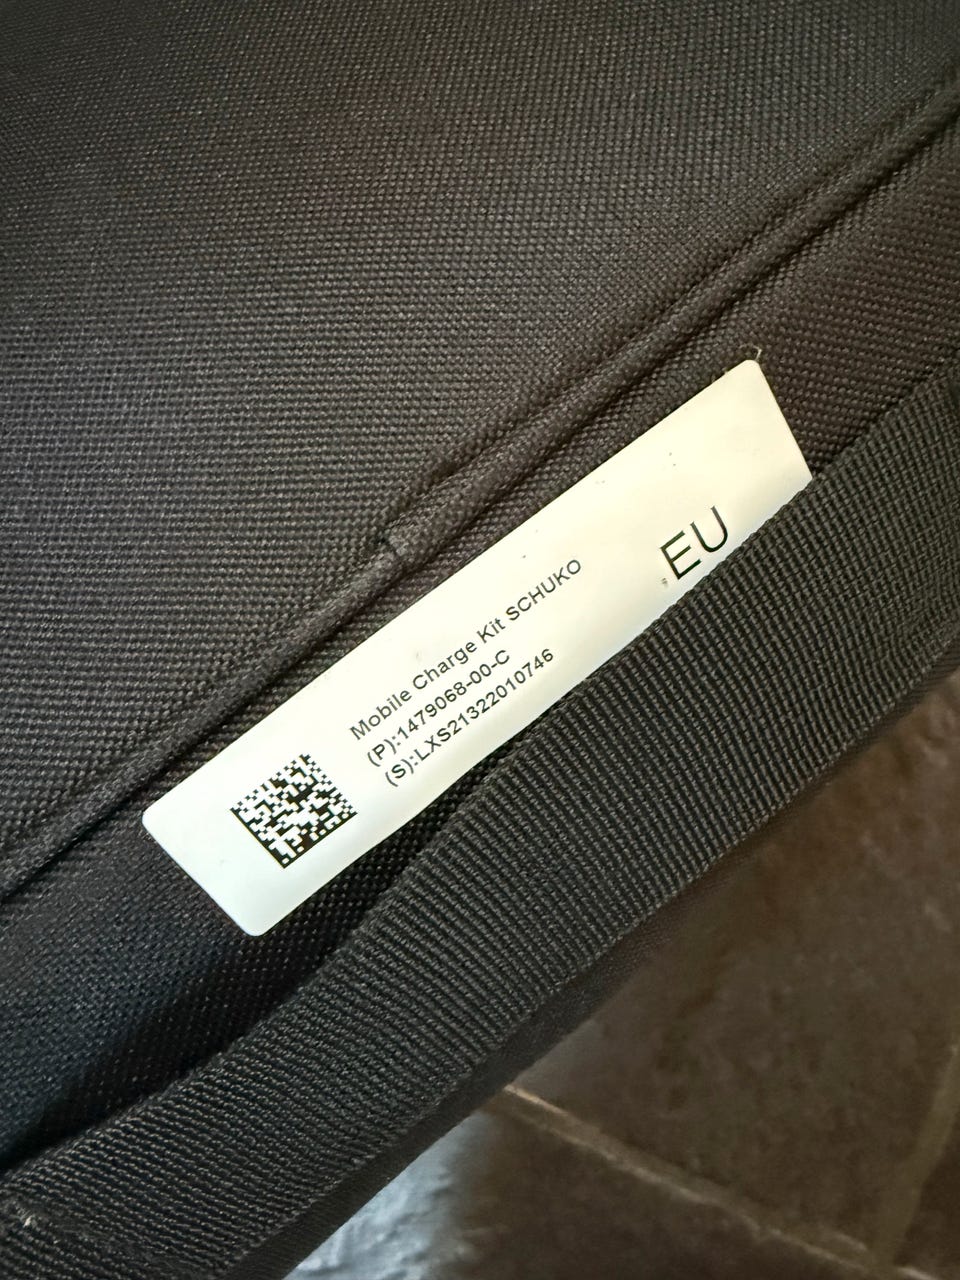 Mobile Charge Kit SCHUKO
(P):1479068-00-C
(S):LXS21322010746
EU